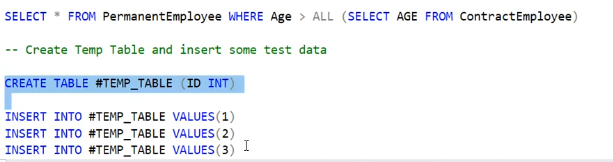 SELECT * FROM PermanentEmployee WHERE Age > ALL (SELECT AGE FROM ContractEmployee)
-- Create Temp Table and insert some test data
CREATE TABLE #TEMP_TABLE (ID INT)
INSERT INTO #TEMP_TABLE VALUES(1)
INSERT INTO #TEMP_TABLE VALUES(2)
INSERT INTO #TEMP_TABLE VALUES(3)